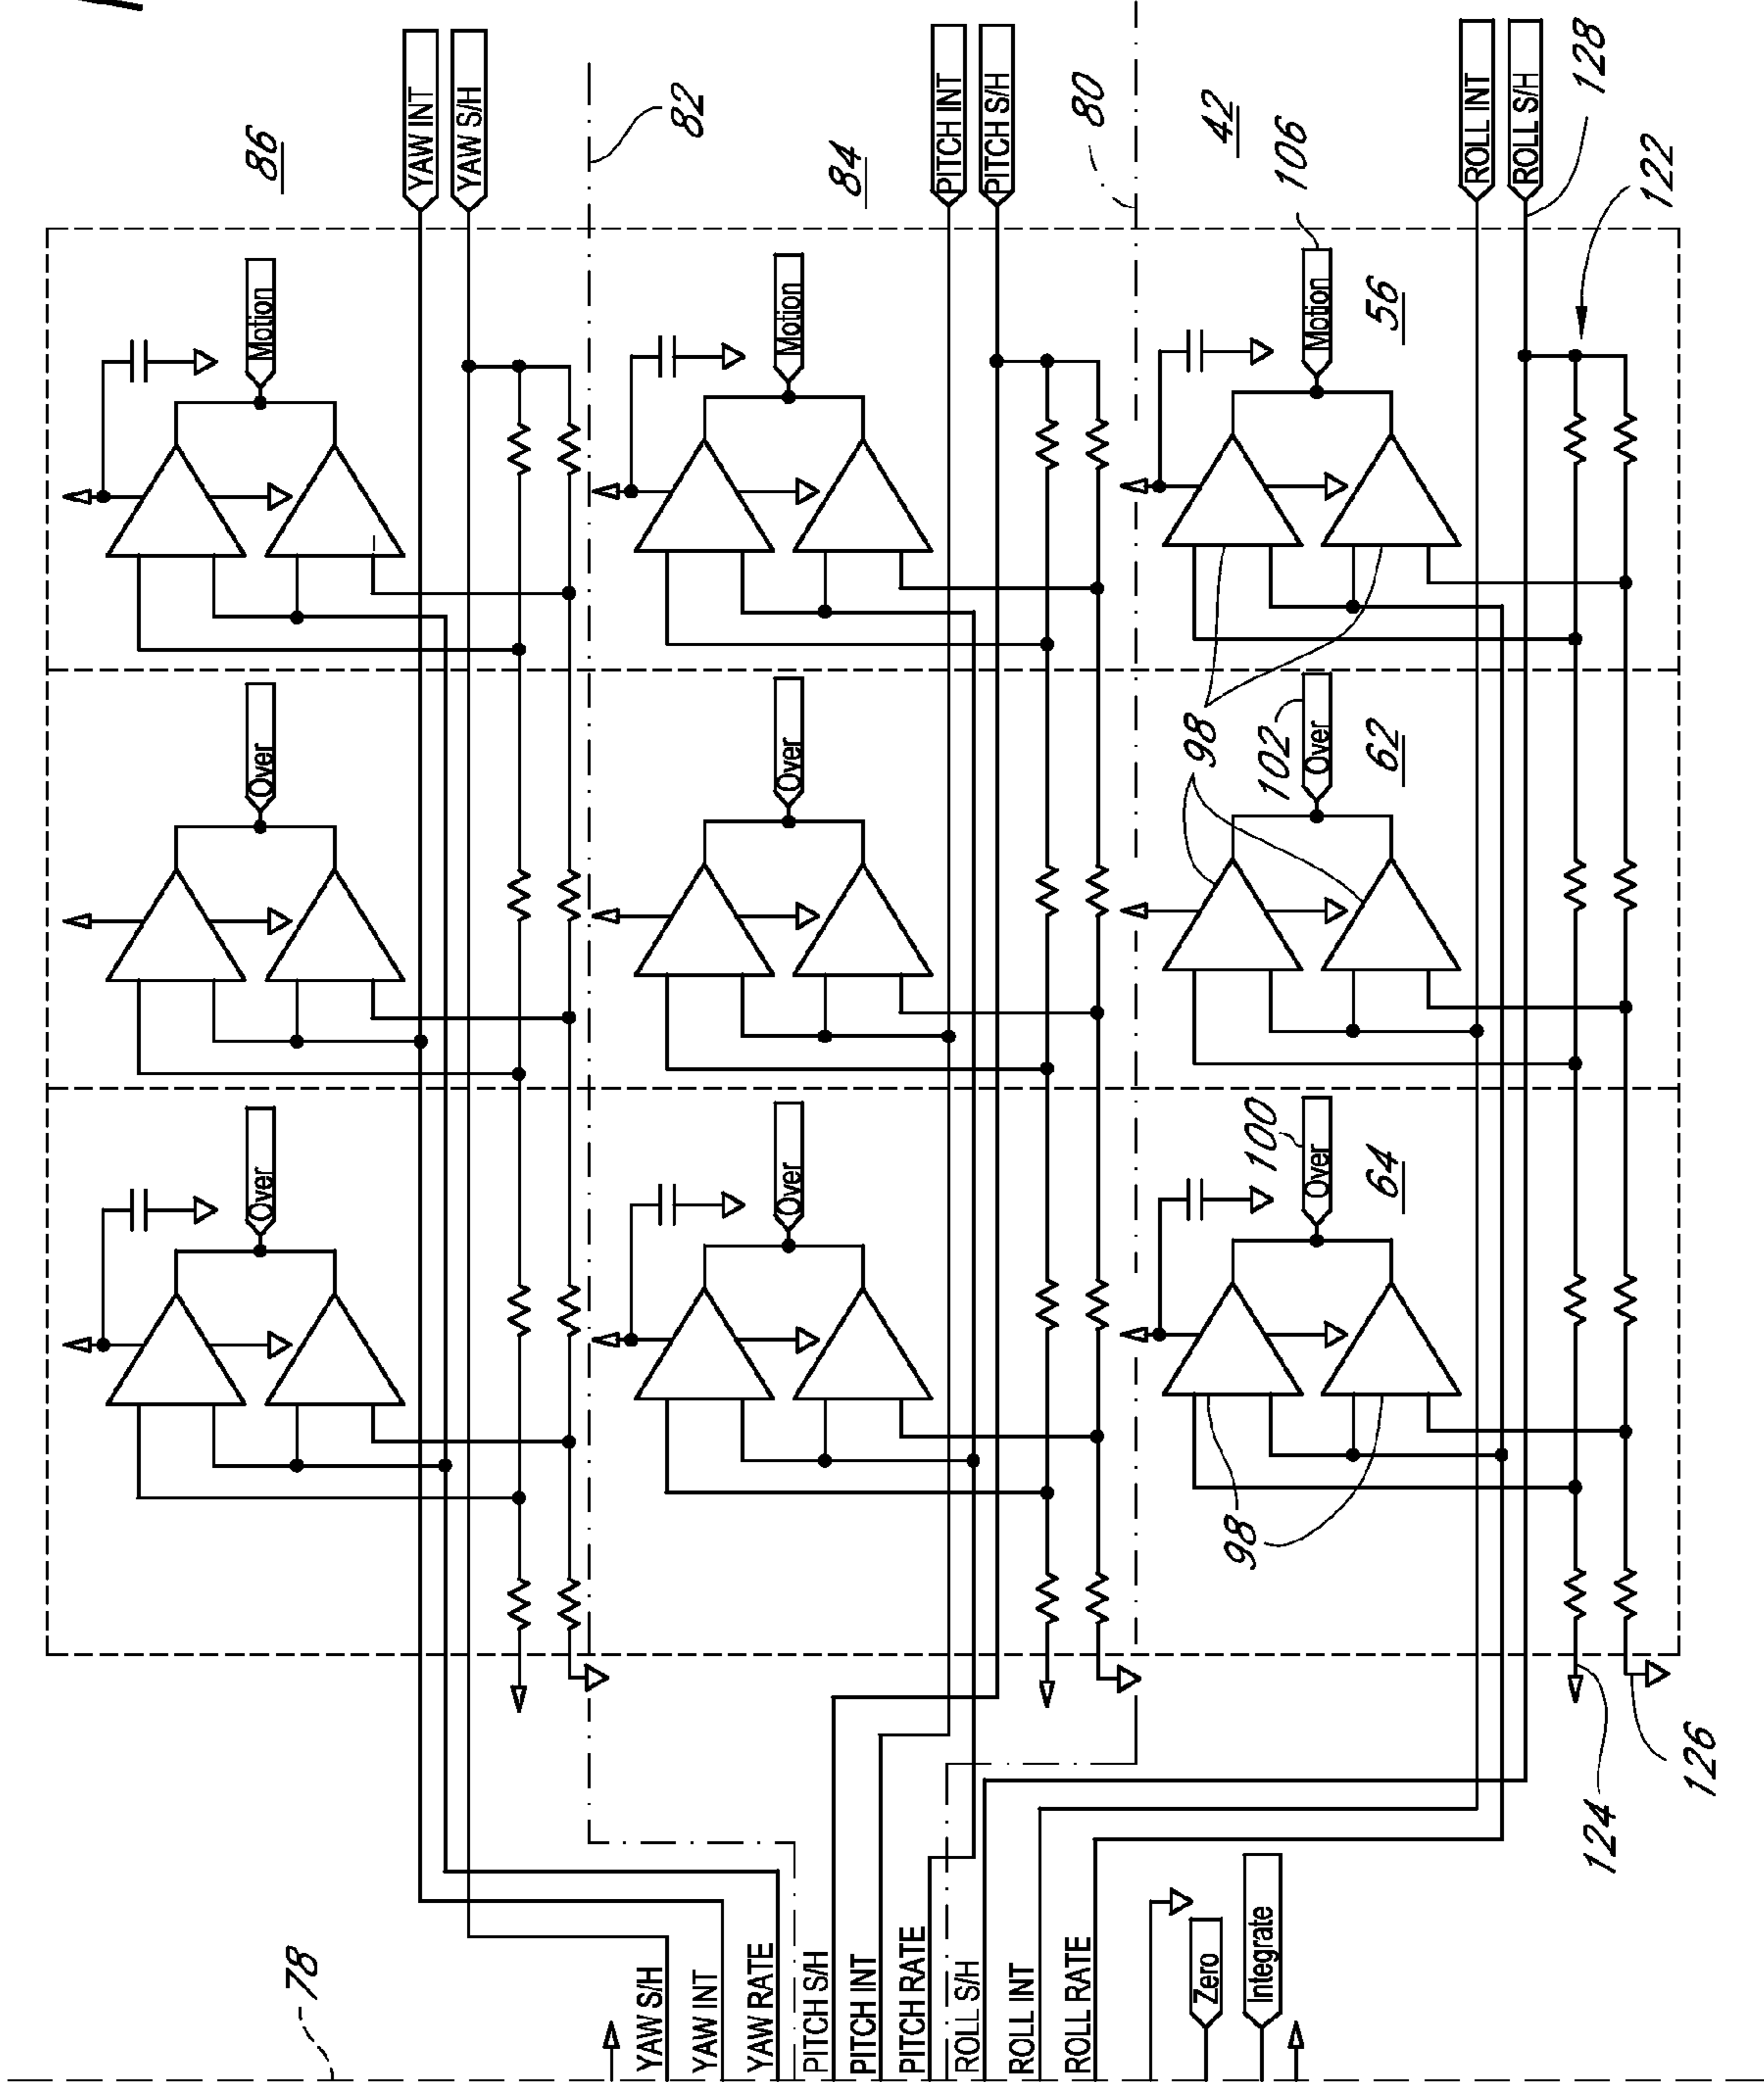 86
YAW INT
YAW S/H
82
84
PITCH INT
PITCH S/H
80
42
106
ROLL INT
ROLL S/H
128
122
Motion
Motion
Motion
56
98
Over
Over
102
Over
62
Over
Over
100
Over
64
98
124
126
78
YAW S/H
YAW INT
YAW RATE
PITCH S/H
PITCH INT
PITCH RATE
ROLL S/H
ROLL INT
ROLL RATE
Zero
Integrate